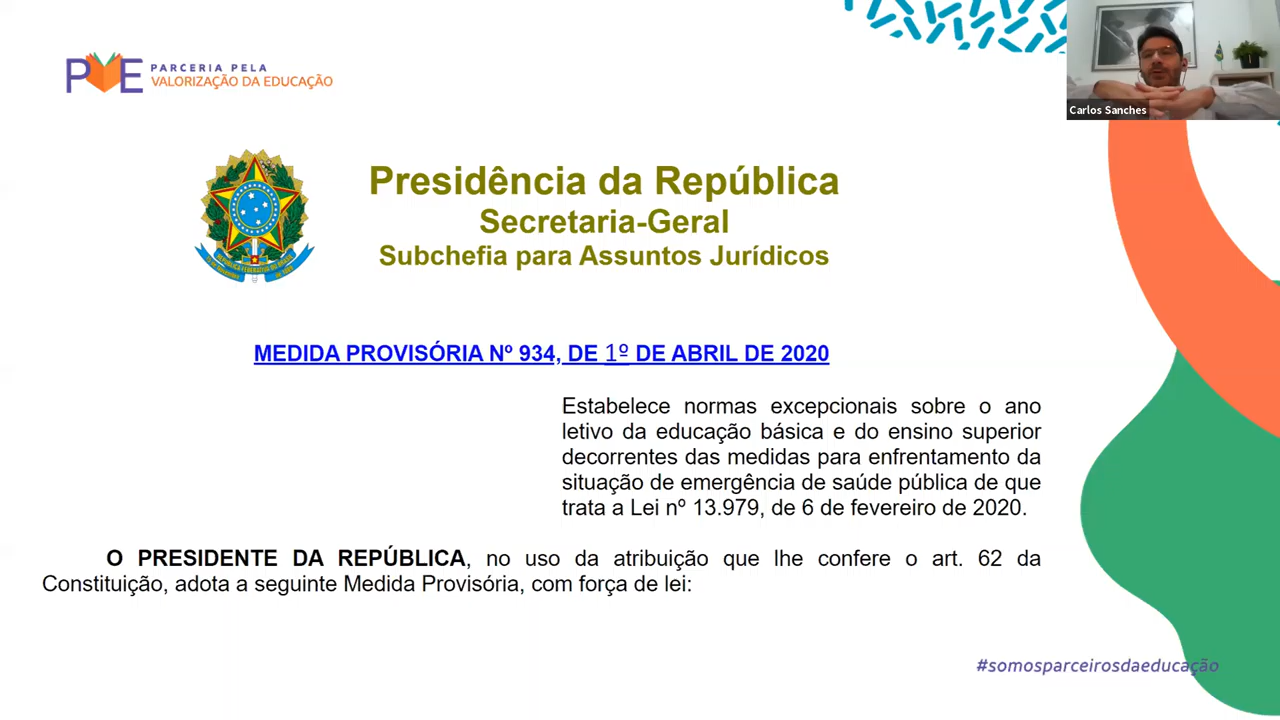 PVE PARCERIA PELA
VALORIZAÇÃO DA EDUCAÇÃO
Carlos Sanches
Presidência da República
Secretaria-Geral
Subchefia para Assuntos Jurídicos
MEDIDA PROVISÓRIA Nº 934, DE 1º DE ABRIL DE 2020
Estabelece normas excepcionais sobre o ano
letivo da educação básica e do ensino superior
decorrentes das medidas para enfrentamento da
situação de emergência de saúde pública de que
trata a Lei nº 13.979, de 6 de fevereiro de 2020.
O PRESIDENTE DA REPÚBLICA, no uso da atribuição que lhe confere o art. 62 da
Constituição, adota a seguinte Medida Provisória, com força de lei:
#somosparceirosdaeducação